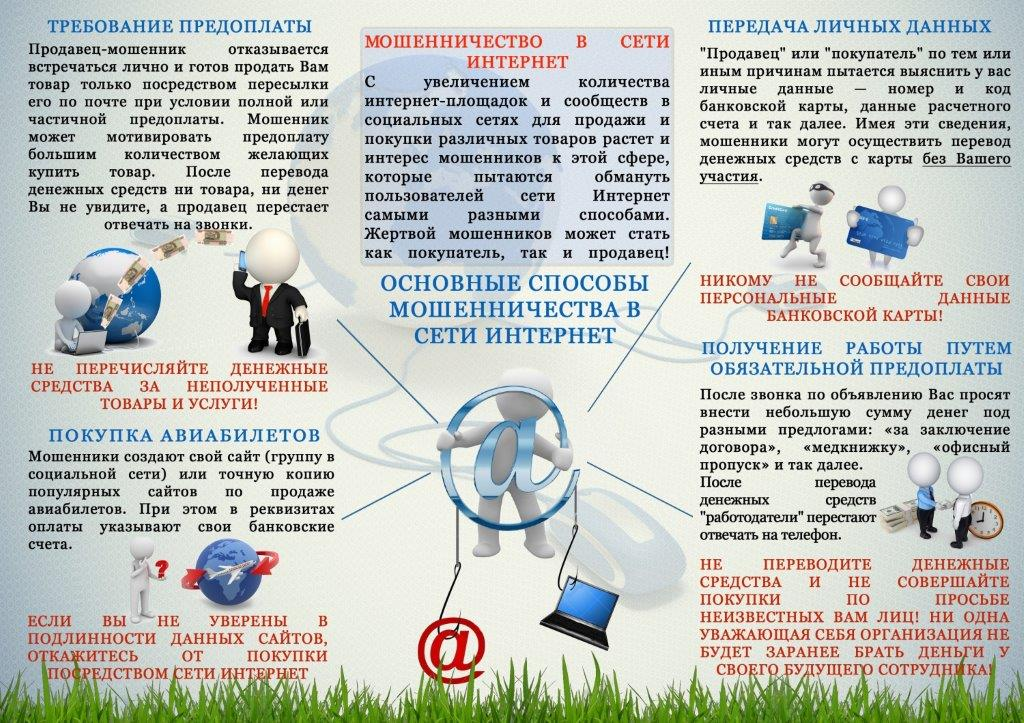 ТРЕБОВАНИЕ ПРЕДОПЛАТЫ
Продавец-мошенник отказывается
встречаться лично и готов продать Вам
товар только посредством пересылки
его по почте при условии полной или
частичной предоплаты. Мошенник
может мотивировать предоплату
большим количеством желающих
купить товар. После перевода
денежных средств ни товара, ни денег
Вы не увидите, а продавец перестает
отвечать на звонки.
НЕ ПЕРЕЧИСЛЯЙТЕ ДЕНЕЖНЫЕ
СРЕДСТВА ЗА НЕПОЛУЧЕННЫЕ
ТОВАРЫ И УСЛУГИ!
ПОКУПКА АВИАБИЛЕТОВ
Мошенники создают свой сайт (группу в
социальной сети) или точную копию
популярных сайтов по продаже
авиабилетов. При этом в реквизитах
оплаты указывают свои банковские
счета.
?
ЕСЛИ ВЫ НЕ УВЕРЕНЫ В
ПОДЛИННОСТИ ДАННЫХ САЙТОВ,
ОТКАЖИТЕСЬ ОТ ПОКУПКИ
ПОСРЕДСТВОМ СЕТИ ИНТЕРНЕТ
МОШЕННИЧЕСТВО В СЕТИ
ИНТЕРНЕТ
С увеличением количества
интернет-площадок и сообществ в
социальных сетях для продажи и
покупки различных товаров растет и
интерес мошенников к этой сфере,
которые пытаются обмануть
пользователей сети Интернет
самыми разными способами.
Жертвой мошенников может стать
как покупатель, так и продавец!
ОСНОВНЫЕ СПОСОБЫ
МОШЕННИЧЕСТВА В
СЕТИ ИНТЕРНЕТ
@
@
ПЕРЕДАЧА ЛИЧНЫХ ДАННЫХ
"Продавец" или "покупатель" по тем или
иным причинам пытается выяснить у вас
личные данные — номер и код
банковской карты, данные расчетного
счета и так далее. Имея эти сведения,
мошенники могут осуществить перевод
денежных средств с карты без Вашего
участия.
НИКОМУ НЕ СООБЩАЙТЕ СВОИ
ПЕРСОНАЛЬНЫЕ ДАННЫЕ
БАНКОВСКОЙ КАРТЫ!
ПОЛУЧЕНИЕ РАБОТЫ ПУТЕМ
ОБЯЗАТЕЛЬНОЙ ПРЕДОПЛАТЫ
После звонка по объявлению Вас просят
внести небольшую сумму денег под
разными предлогами: «за заключение
договора», «медкнижку», «офисный
пропуск» и так далее.
После перевода
денежных средств
"работодатели" перестают
отвечать на телефон.
НЕ ПЕРЕВОДИТЕ ДЕНЕЖНЫЕ
СРЕДСТВА И НЕ СОВЕРШАЙТЕ
ПОКУПКИ ПО ПРОСЬБЕ
НЕИЗВЕСТНЫХ ВАМ ЛИЦ! НИ ОДНА
УВАЖАЮЩАЯ СЕБЯ ОРГАНИЗАЦИЯ НЕ
БУДЕТ ЗАРАНЕЕ БРАТЬ ДЕНЬГИ У
СВОЕГО БУДУЩЕГО СОТРУДНИКА!